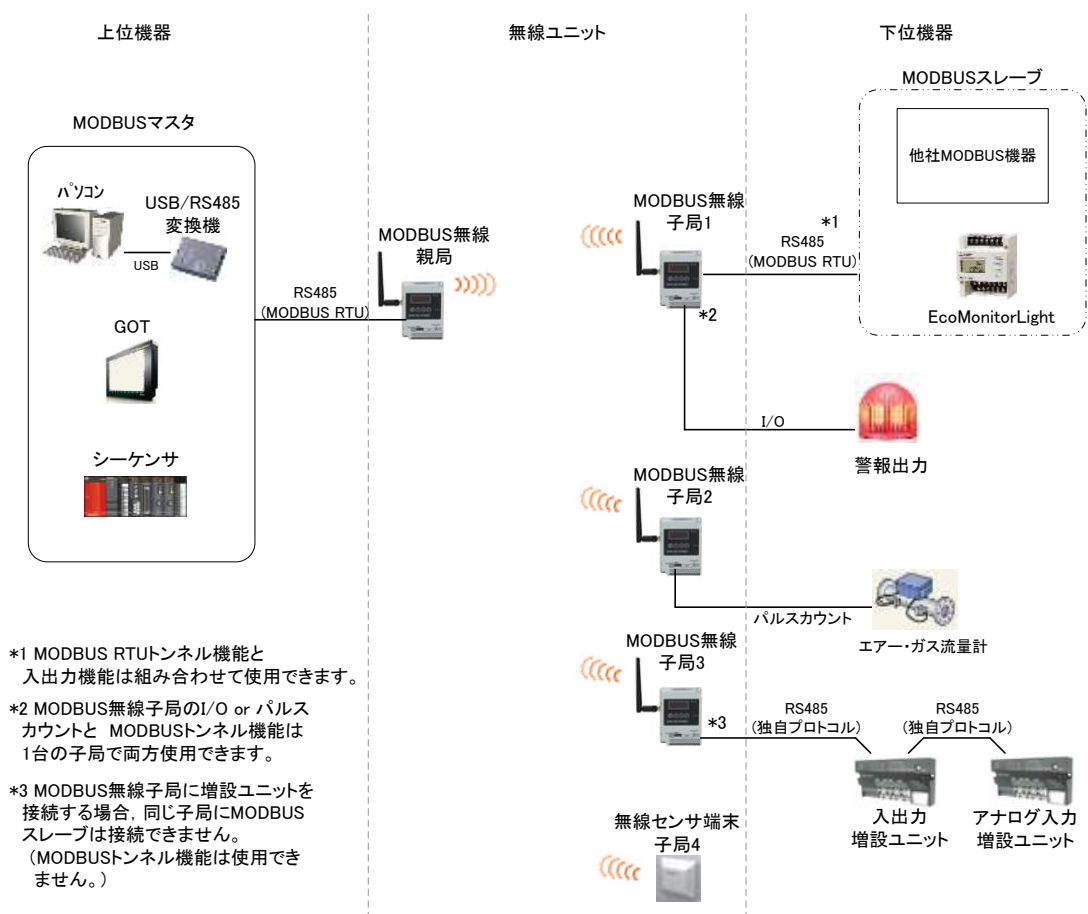 上位機器
無線ユニット
下位機器
MODBUSマスタ
パソコン
USB/RS485
変換機
USB
GOT
シーケンサ
RS485
(MODBUS RTU)
MODBUS無線
親局
MODBUS無線
子局1
*1
RS485
(MODBUS RTU)
*2
MODBUSスレーブ
他社MODBUS機器
EcoMonitorLight
I/O
警報出力
MODBUS無線
子局2
パルスカウント
エアー・ガス流量計
MODBUS無線
子局3
*3
RS485
(独自プロトコル)
RS485
(独自プロトコル)
入出力
増設ユニット
アナログ入力
増設ユニット
無線センサ端末
子局4
*1 MODBUS RTUトンネル機能と
入出力機能は組み合わせて使用できます。
*2 MODBUS無線子局のI/O or パルス
カウントと MODBUSトンネル機能は
1台の子局で両方使用できます。
*3 MODBUS無線子局に増設ユニットを
接続する場合, 同じ子局にMODBUS
スレーブは接続できません。
(MODBUSトンネル機能は使用でき
ません。)